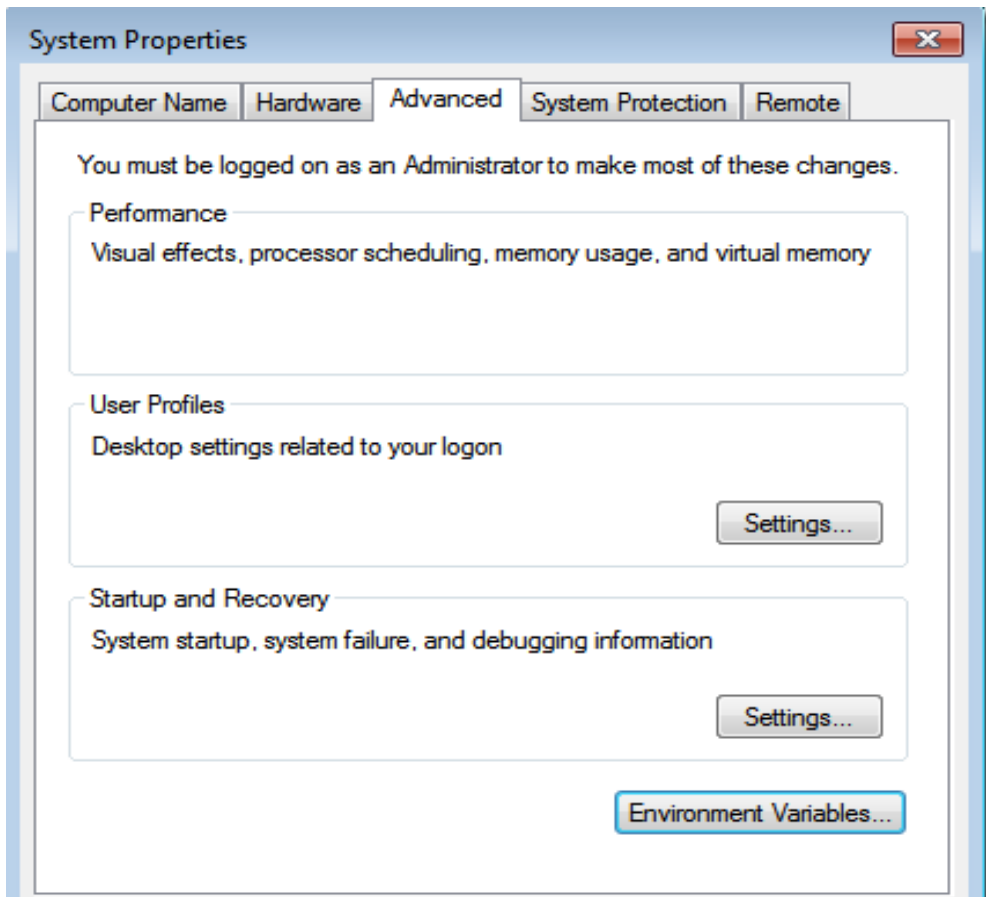 System Properties
Computer Name Hardware Advanced System Protection Remote
You must be logged on as an Administrator to make most of these changes.
Performance
Visual effects, processor scheduling, memory usage, and virtual memory
User Profiles
Desktop settings related to your logon
Settings...
Startup and Recovery
System startup, system failure, and debugging information
Settings...
Environment Variables...